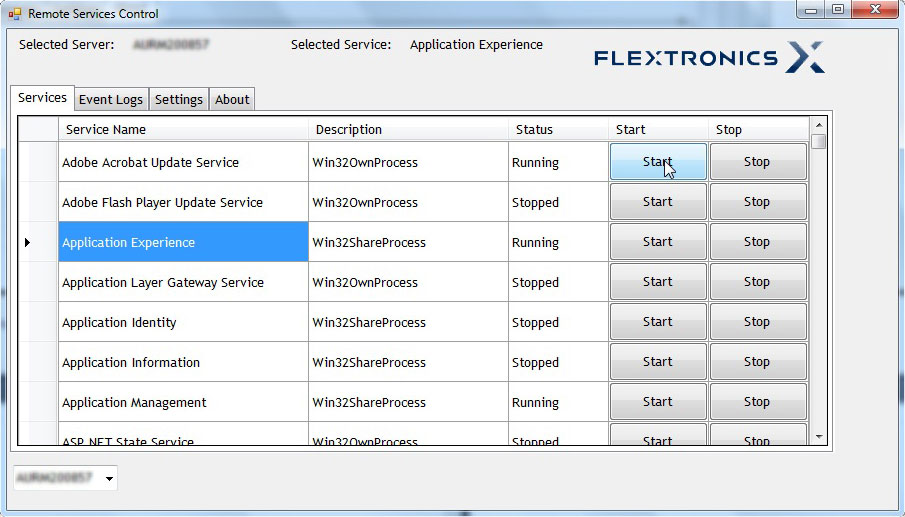 Remote Services Control
Selected Server: Selected Service: Application Experience
FLEXTRONICS
Services Event Logs Settings About
Service Name Description Status Start Stop
Adobe Acrobat Update Service Win32OwnProcess Running Start Stop
Adobe Flash Player Update Service Win32OwnProcess Stopped Start Stop
Application Experience Win32ShareProcess Running Start Stop
Application Layer Gateway Service Win32OwnProcess Stopped Start Stop
Application Identity Win32ShareProcess Stopped Start Stop
Application Information Win32ShareProcess Stopped Start Stop
Application Management Win32ShareProcess Running Start Stop
ASP.NET State Service Win32OwnProcess Stopped Start Stop